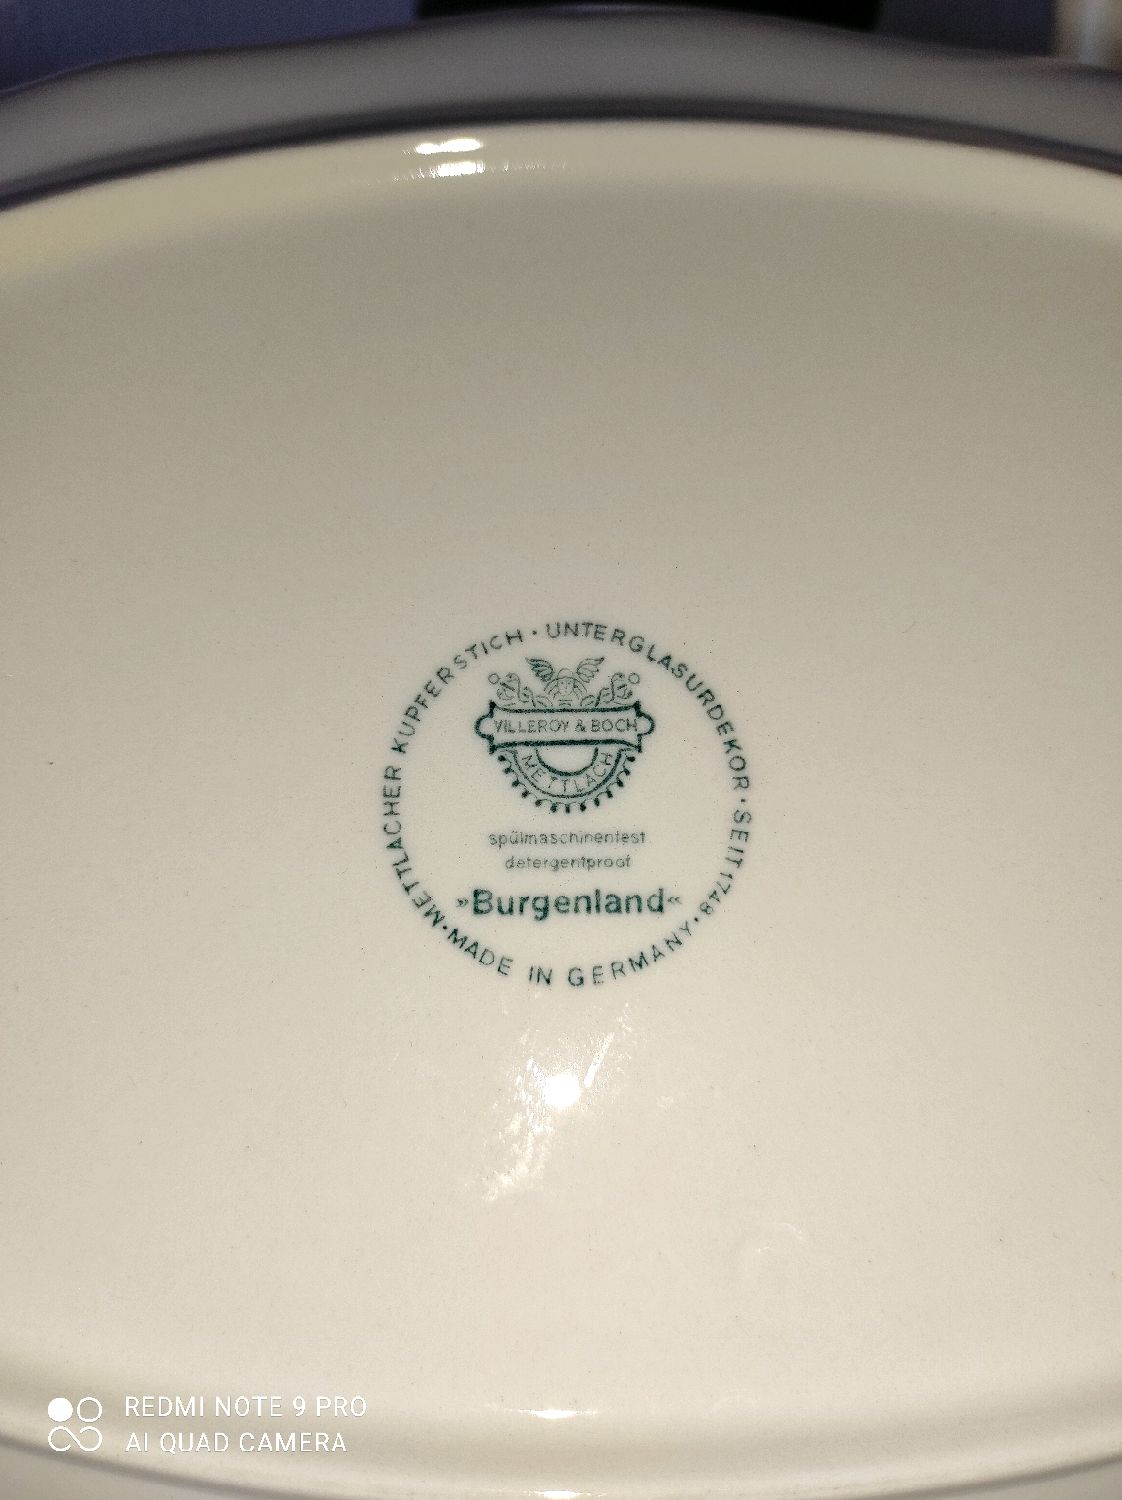 METTLACHER KUPFERSTICH · UNTERGLASURDEKOR · SEIT 1748 · MADE IN GERMANY ·
VILLEROY & BOCH
METTLACH
spülmaschinenfest
detergentproof
»Burgenland«
REDMI NOTE 9 PRO
AI QUAD CAMERA